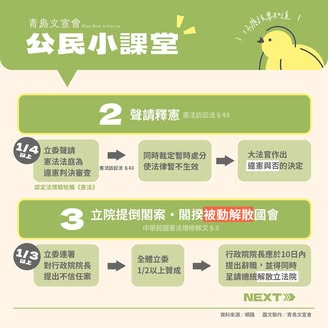 青鳥文宣會 Blue Bird Initiative
公民小課堂
2 聲請釋憲 憲法訴訟法 § 49
1/4
以上
立委聲請
憲法法庭為
違憲判決審查
認定法律牴觸《憲法》
憲法訴訟法 § 43
同時裁定暫時處分
使法律暫不生效
大法官作出
違憲與否的決定
3 立院提倒閣案，閣揆被動解散國會
中華民國憲法增修條文 § 3
1/3
以上
立委連署
對行政院院長
提出不信任案
全體立委
1/2以上贊成
行政院院長應於10日內
提出辭職，並得同時
呈請總統解散立法院
NEXT
資料來源／網路 圖文製作／青鳥文宣會